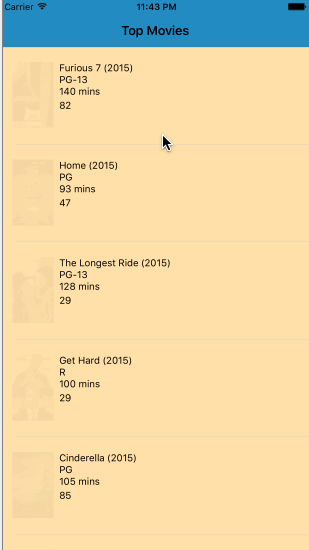 Carrier 11:43 PM
Top Movies
Furious 7 (2015)
PG-13
140 mins
82
Home (2015)
PG
93 mins
47
The Longest Ride (2015)
PG-13
128 mins
29
Get Hard (2015)
R
100 mins
29
Cinderella (2015)
PG
105 mins
85